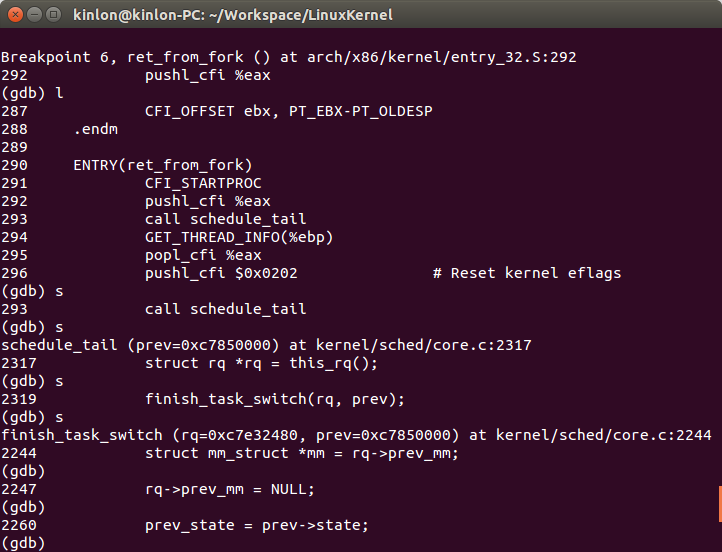 kinlon@kinlon-PC: ~/Workspace/LinuxKernel
Breakpoint 6, ret_from_fork () at arch/x86/kernel/entry_32.S:292
292             pushl_cfi %eax
(gdb) l
287             CFI_OFFSET ebx, PT_EBX-PT_OLDESP
288     .endm
289
290     ENTRY(ret_from_fork)
291             CFI_STARTPROC
292             pushl_cfi %eax
293             call schedule_tail
294             GET_THREAD_INFO(%ebp)
295             popl_cfi %eax
296             pushl_cfi $0x0202               # Reset kernel eflags
(gdb) s
293             call schedule_tail
(gdb) s
schedule_tail (prev=0xc7850000) at kernel/sched/core.c:2317
2317            struct rq *rq = this_rq();
(gdb) s
2319            finish_task_switch(rq, prev);
(gdb) s
finish_task_switch (rq=0xc7e32480, prev=0xc7850000) at kernel/sched/core.c:2244
2244            struct mm_struct *mm = rq->prev_mm;
(gdb)
2247            rq->prev_mm = NULL;
(gdb)
2260            prev_state = prev->state;
(gdb)